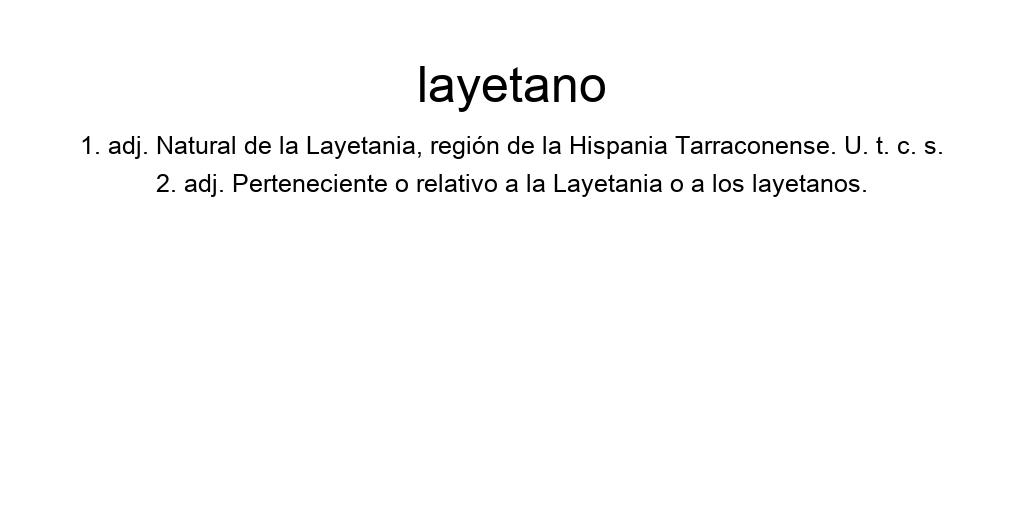 layetano
1. adj. Natural de la Layetania, región de la Hispania Tarraconense. U. t. c. s.
2. adj. Perteneciente o relativo a la Layetania o a los layetanos.